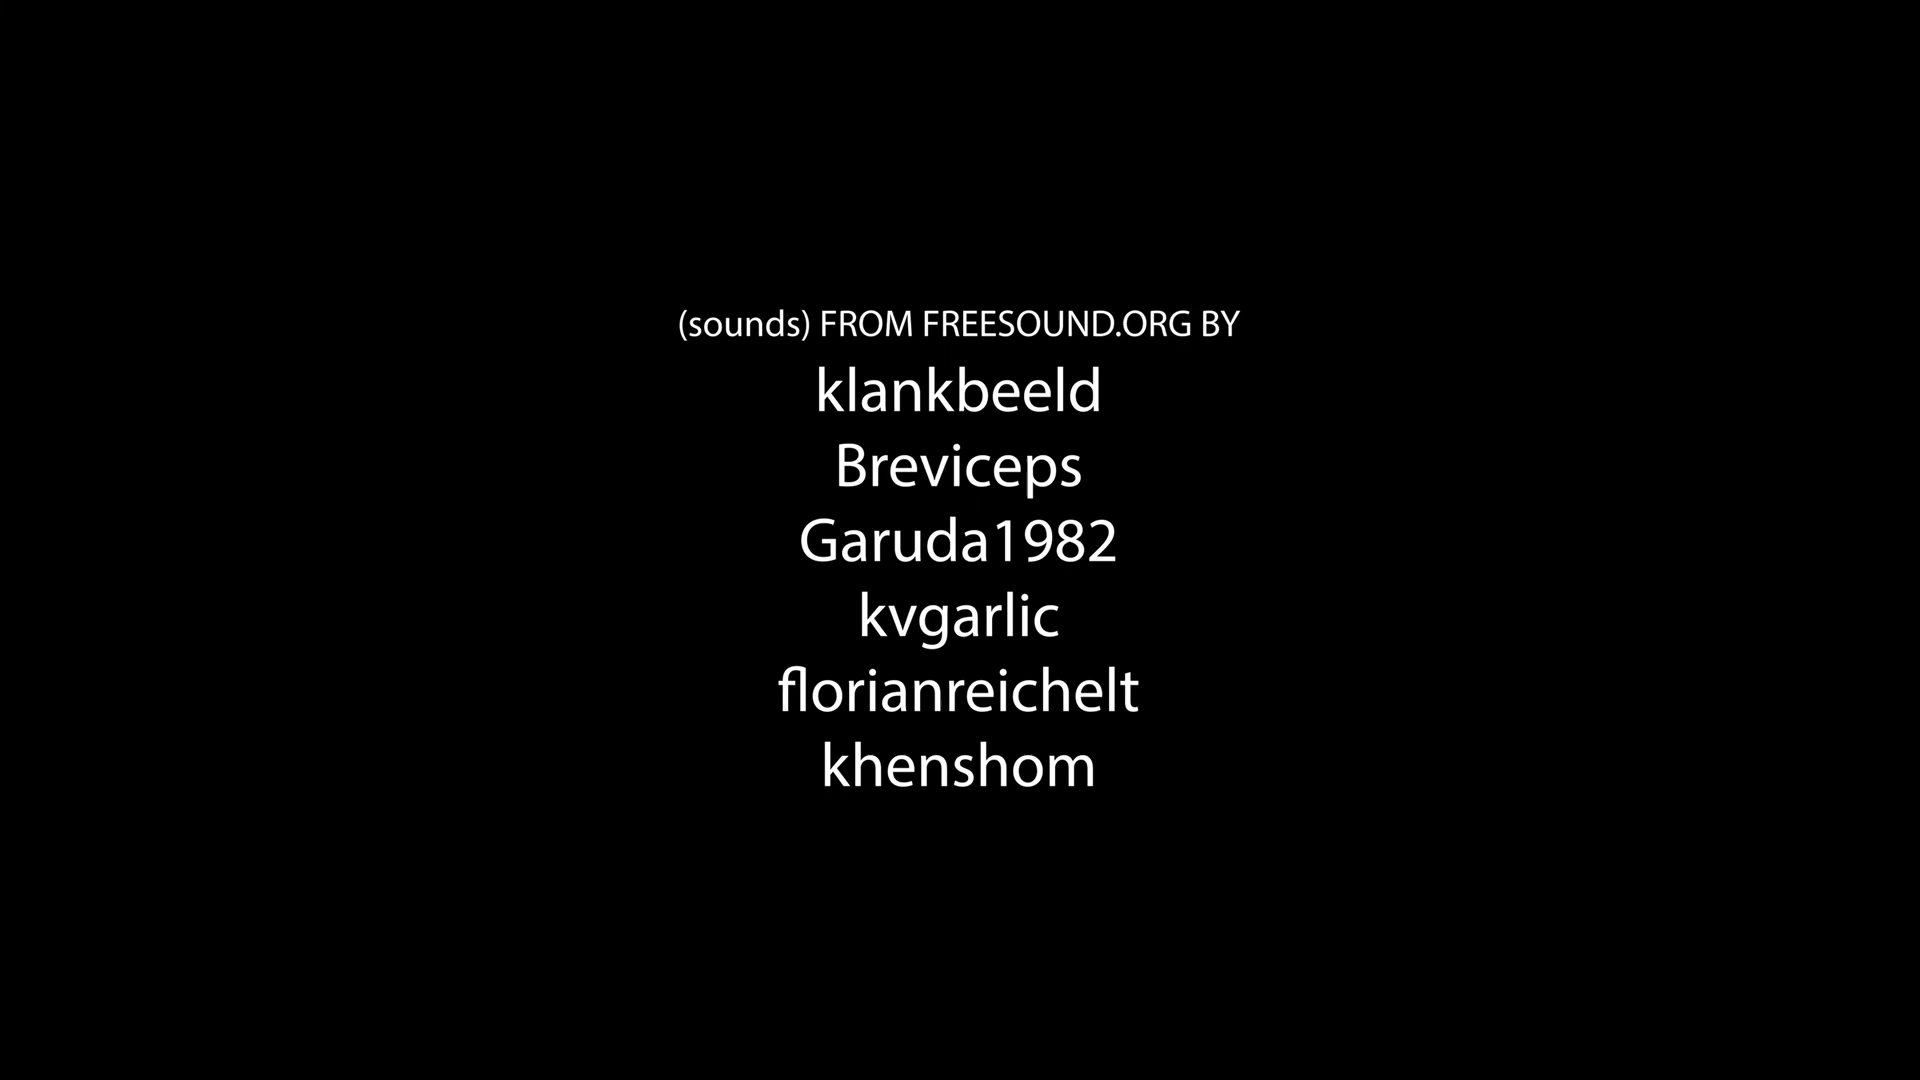 (sounds) FROM FREESOUND.ORG BY
klankbeeld
Breviceps
Garuda1982
kvgarlic
florianreichelt
khenshom